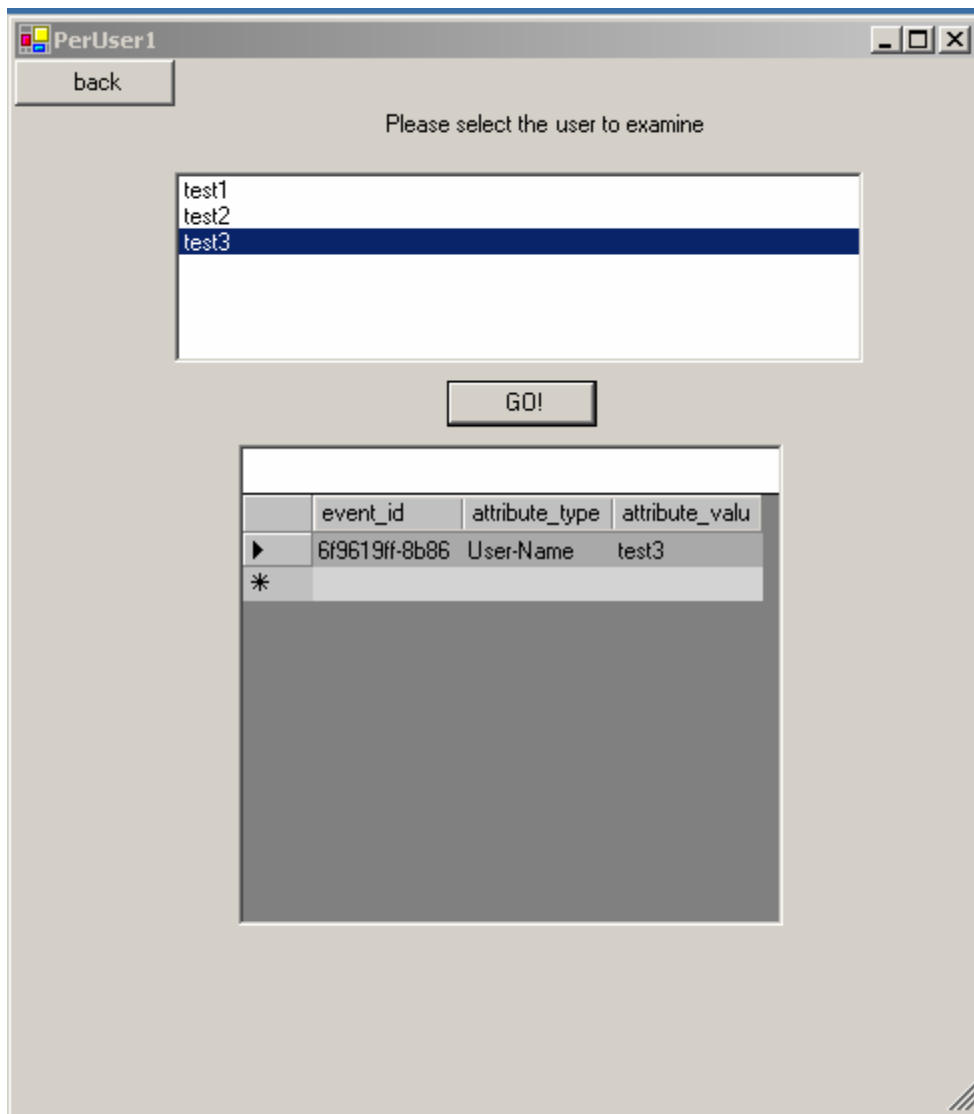 PerUser1
back
Please select the user to examine
test1
test2
test3
GO!
event_id attribute_type attribute_valu
6f9619ff-8b86 User-Name test3